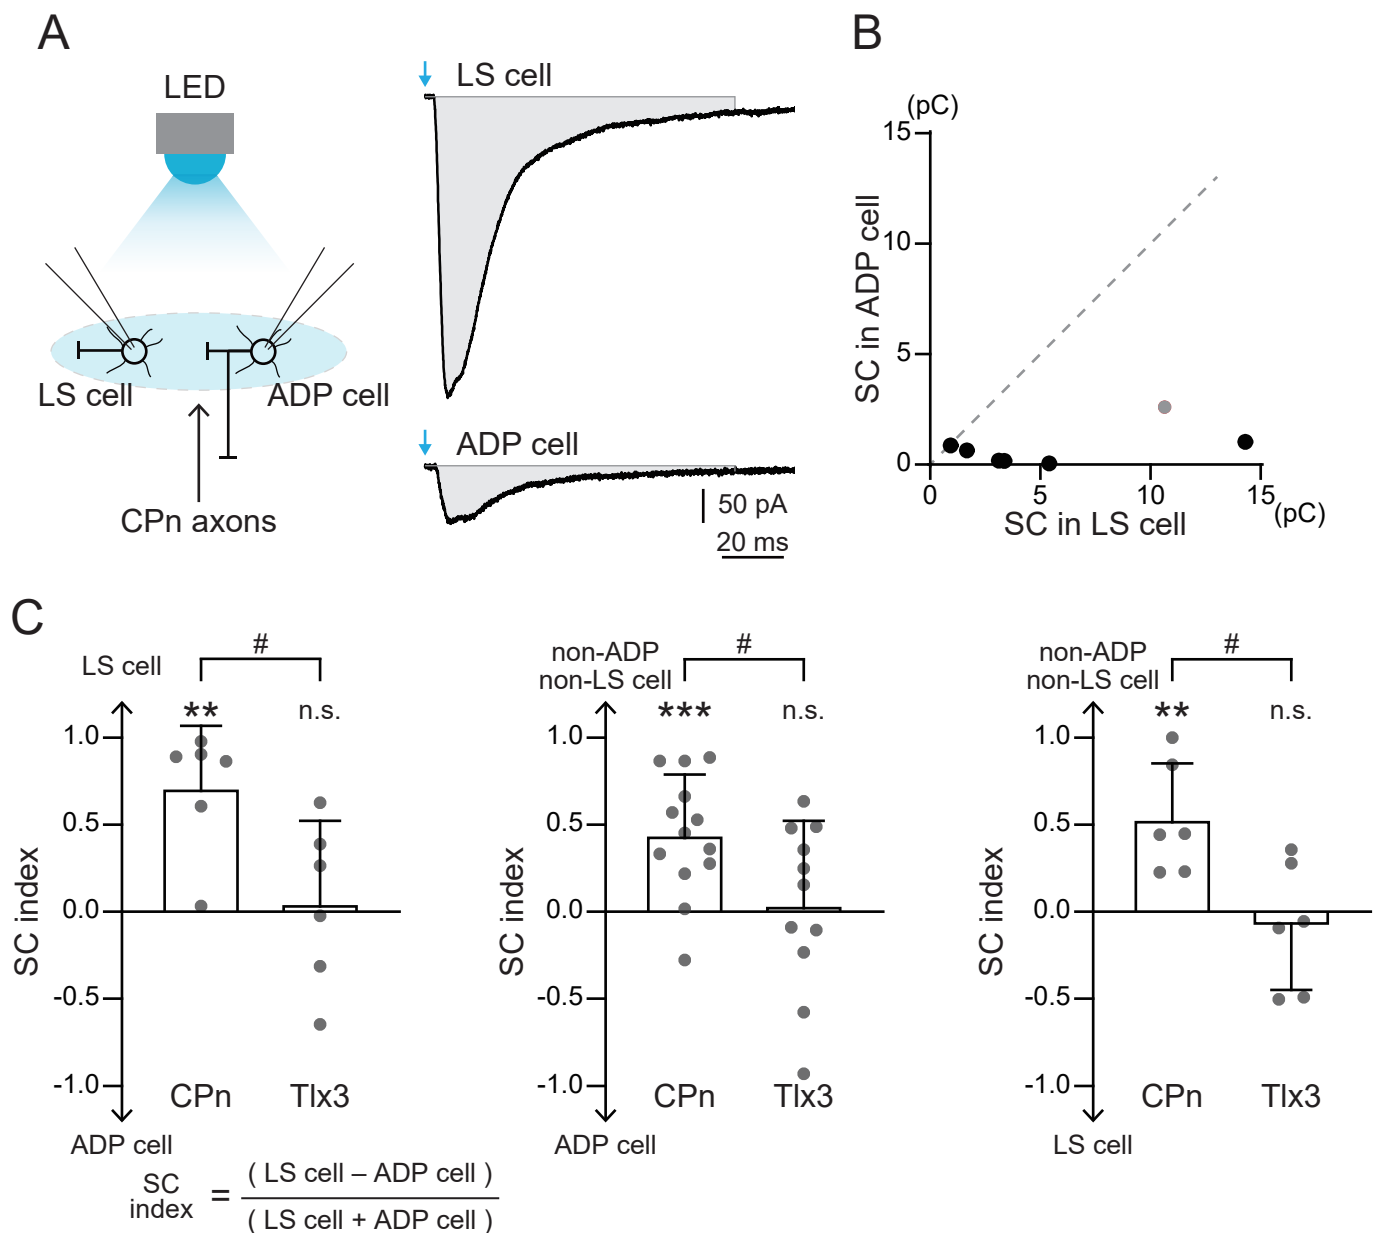 A
LED
LS cell
ADP cell
CPn axons
LS cell
ADP cell
50 pA
20 ms
B
(pC)
15
10
5
0
SC in ADP cell
0
5
10
15
(pC)
SC in LS cell
C
LS cell
#
**
n.s.
1.0
0.5
0.0
-0.5
-1.0
SC index
CPn
Tlx3
ADP cell
non-ADP
non-LS cell
#
***
n.s.
1.0
0.5
0.0
-0.5
-1.0
SC index
CPn
Tlx3
ADP cell
non-ADP
non-LS cell
#
**
n.s.
1.0
0.5
0.0
-0.5
-1.0
SC index
CPn
Tlx3
LS cell
SC
index
=
( LS cell – ADP cell )
( LS cell + ADP cell )